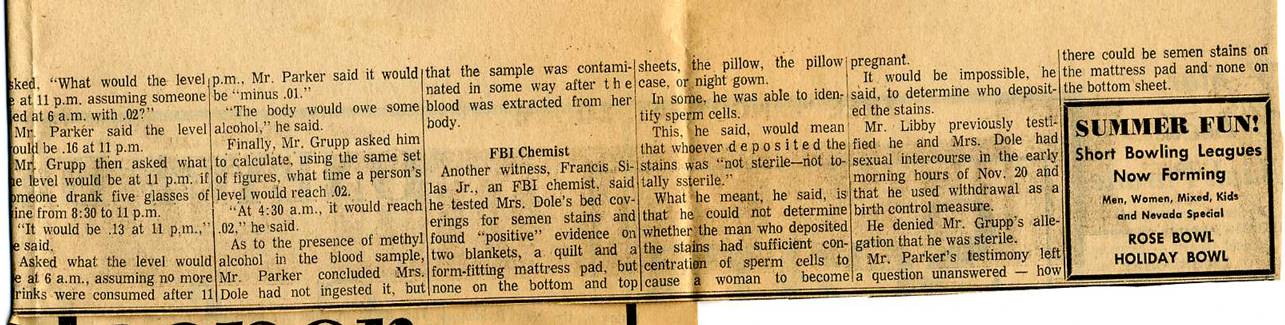 sked, "What would the level
e at 11 p.m. assuming someone
ed at 6 a.m. with .02?"
Mr. Parker said the level
ould be .16 at 11 p.m.
Mr. Grupp then asked what
he level would be at 11 p.m. if
omeone drank five glasses of
ine from 8:30 to 11 p.m.
"It would be .13 at 11 p.m.,"
e said.
Asked what the level would
e at 6 a.m., assuming no more
rinks were consumed after 11
p.m., Mr. Parker said it would
be "minus .01."
"The body would owe some
alcohol," he said.
Finally, Mr. Grupp asked him
to calculate, using the same set
of figures, what time a person's
level would reach .02.
"At 4:30 a.m., it would reach
.02," he said.
As to the presence of methyl
alcohol in the blood sample,
Mr. Parker concluded Mrs.
Dole had not ingested it, but
that the sample was contami-
nated in some way after the
blood was extracted from her
body.
FBI Chemist
Another witness, Francis Si-
las Jr., an FBI chemist, said
he tested Mrs. Dole's bed cov-
erings for semen stains and
found "positive" evidence on
two blankets, a quilt and a
form-fitting mattress pad, but
none on the bottom and top
sheets, the pillow, the pillow
case, or night gown.
In some, he was able to iden-
tify sperm cells.
This, he said, would mean
that whoever deposited the
stains was "not sterile—not to-
tally ssterile."
What he meant, he said, is
that he could not determine
whether the man who deposited
the stains had sufficient con-
centration of sperm cells to
cause a woman to become
pregnant.
It would be impossible, he
said, to determine who deposit-
ed the stains.
Mr. Libby previously testi-
fied he and Mrs. Dole had
sexual intercourse in the early
morning hours of Nov. 20 and
that he used withdrawal as a
birth control measure.
He denied Mr. Grupp's alle-
gation that he was sterile.
Mr. Parker's testimony left
a question unanswered — how
there could be semen stains on
the mattress pad and none on
the bottom sheet.
SUMMER FUN!
Short Bowling Leagues
Now Forming
Men, Women, Mixed, Kids
and Nevada Special
ROSE BOWL
HOLIDAY BOWL